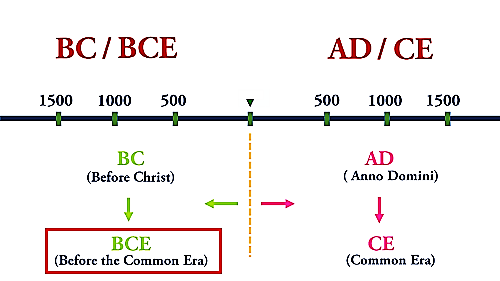 BC / BCE
AD / CE
1500 1000 500 500 1000 1500
BC
(Before Christ)
AD
( Anno Domini)
BCE
(Before the Common Era)
CE
(Common Era)